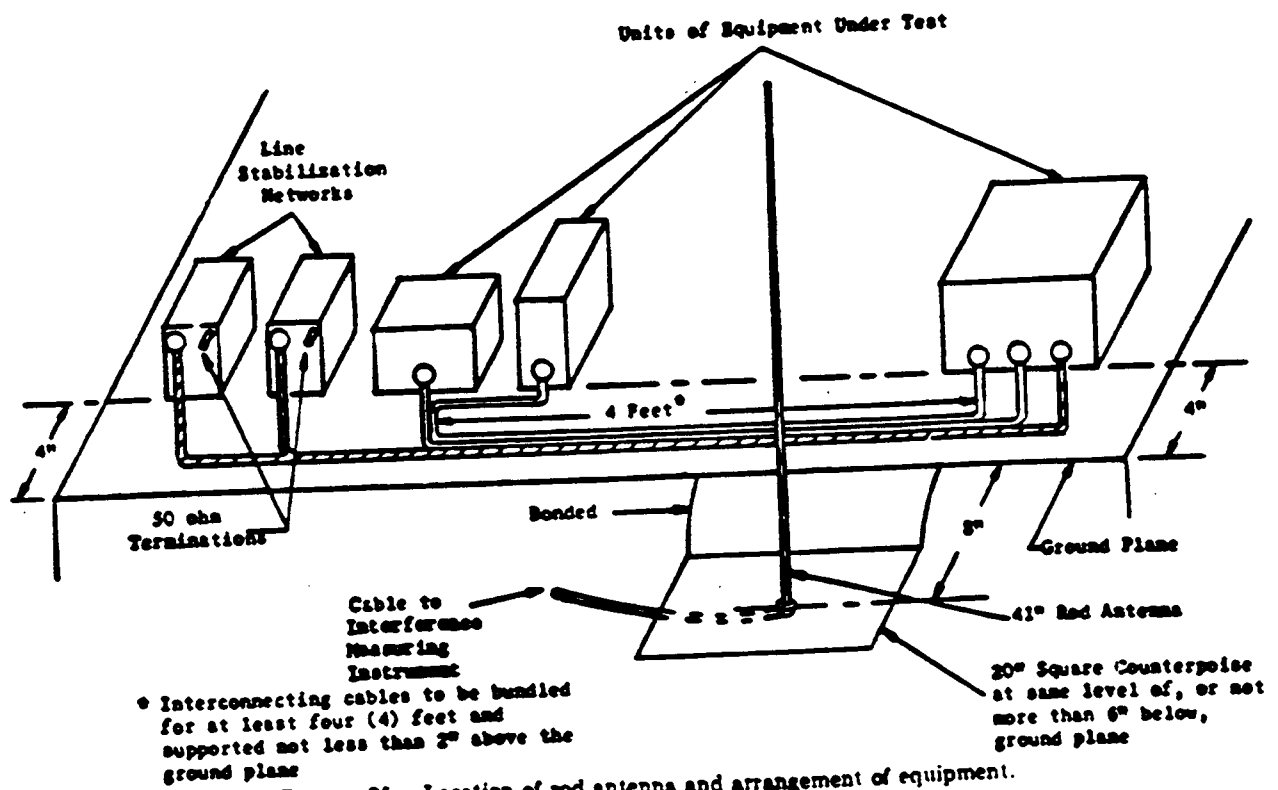 Units of Equipment Under Test
Line
Stabilization
Networks
4 Feet*
4"
4"
50 ohm
Terminations
Bonded
8"
Ground Plane
Cable to
Interference
Measuring
Instrument
41" Rod Antenna
20" Square Counterpoise
at same level of, or not
more than 6" below,
ground plane
* Interconnecting cables to be bundled
for at least four (4) feet and
supported not less than 2" above the
ground plane
Location of rod antenna and arrangement of equipment.